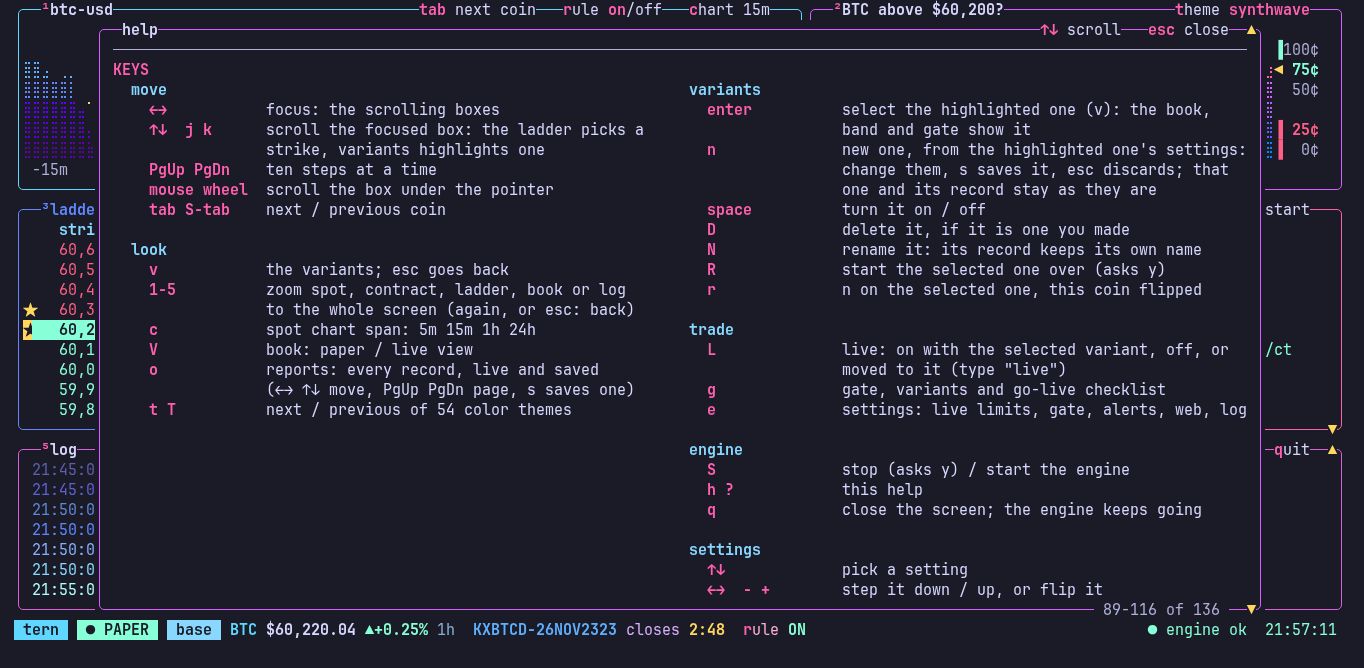 ¹btc-usd tab next coin rule on/off chart 15m ²BTC above $60,200? theme synthwave
help ↑↓ scroll esc close ▲
100¢
KEYS ◀ 75¢
move variants 50¢
↔ focus: the scrolling boxes enter select the highlighted one (v): the book,
↑↓ j k scroll the focused box: the ladder picks a band and gate show it 25¢
strike, variants highlights one n new one, from the highlighted one's settings: 0¢
-15m PgUp PgDn ten steps at a time change them, s saves it, esc discards; that
mouse wheel scroll the box under the pointer one and its record stay as they are
³ladde tab S-tab next / previous coin space turn it on / off start
stri D delete it, if it is one you made
60,6 look N rename it: its record keeps its own name
60,5 v the variants; esc goes back R start the selected one over (asks y)
60,4 1-5 zoom spot, contract, ladder, book or log r n on the selected one, this coin flipped
★ 60,3 to the whole screen (again, or esc: back)
★ 60,2 c spot chart span: 5m 15m 1h 24h trade
60,1 V book: paper / live view L live: on with the selected variant, off, or /ct
60,0 o reports: every record, live and saved moved to it (type "live")
59,9 (↔ ↑↓ move, PgUp PgDn page, s saves one) g gate, variants and go-live checklist
59,8 t T next / previous of 54 color themes e settings: live limits, gate, alerts, web, log
▼
⁵log engine quit ▲
21:45:0 S stop (asks y) / start the engine
21:45:0 h ? this help
21:50:0 q close the screen; the engine keeps going
21:50:0
21:50:0 settings
21:50:0 ↑↓ pick a setting
21:55:0 ↔ - + step it down / up, or flip it
89-116 of 136 ▼
tern ● PAPER base BTC $60,220.04 ▲+0.25% 1h KXBTCD-26NOV2323 closes 2:48 rule ON ● engine ok 21:57:11